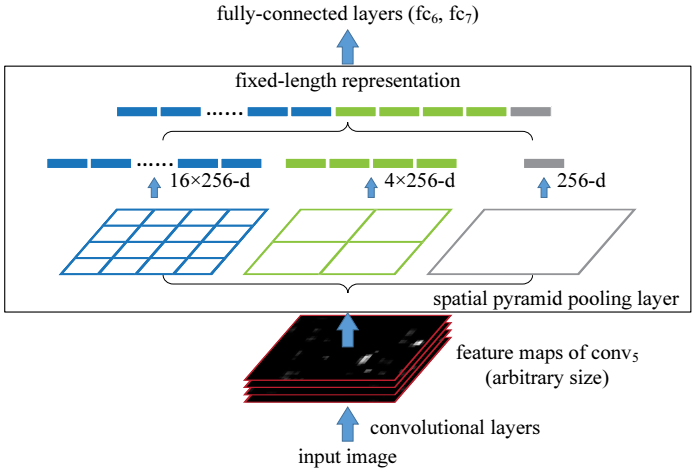 fully-connected layers (fc₆, fc₇)
fixed-length representation
......
......
16×256-d
4×256-d
256-d
spatial pyramid pooling layer
feature maps of conv₅
(arbitrary size)
convolutional layers
input image